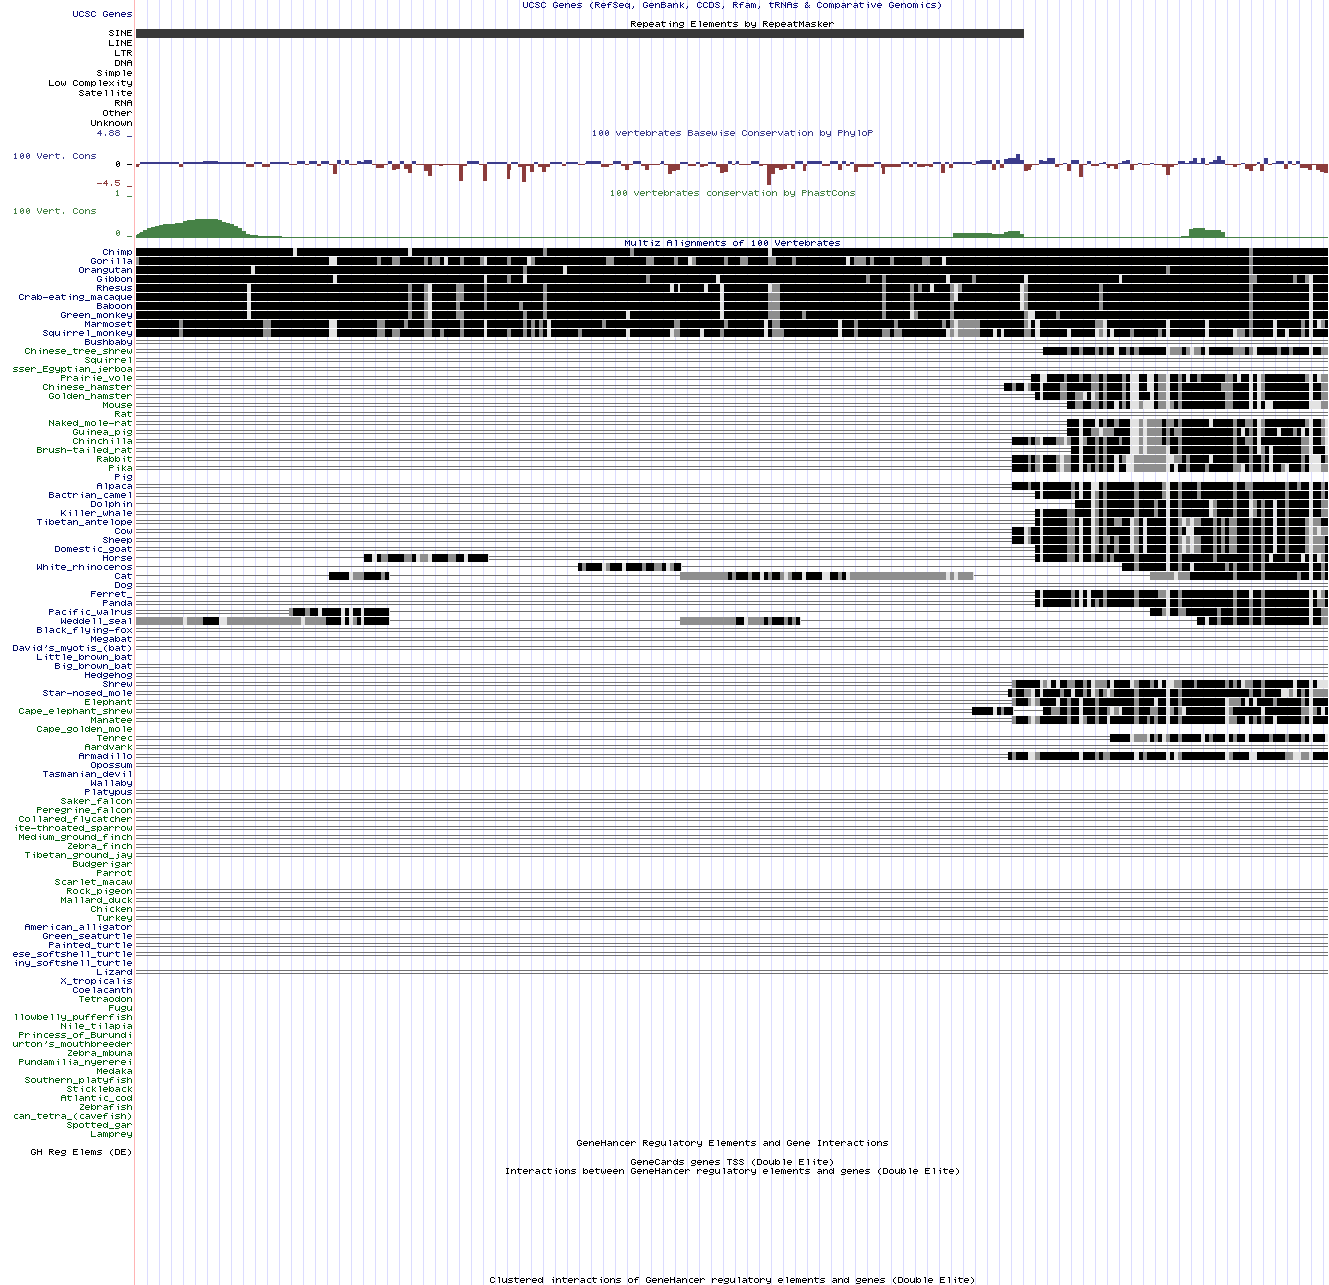 UCSC Genes (RefSeq, GenBank, CCDS, Rfam, tRNAs & Comparative Genomics)
UCSC Genes
Repeating Elements by RepeatMasker
SINE
LINE
LTR
DNA
Simple
Low Complexity
Satellite
RNA
Other
Unknown
4.88 _
100 vertebrates Basewise Conservation by PhyloP
100 Vert. Cons
0 _
-4.5 _
1 _
100 vertebrates conservation by PhastCons
100 Vert. Cons
0 _
Multiz Alignments of 100 Vertebrates
Chimp
Gorilla
Orangutan
Gibbon
Rhesus
Crab-eating_macaque
Baboon
Green_monkey
Marmoset
Squirrel_monkey
Bushbaby
Chinese_tree_shrew
Squirrel
sser_Egyptian_jerboa
Prairie_vole
Chinese_hamster
Golden_hamster
Mouse
Rat
Naked_mole-rat
Guinea_pig
Chinchilla
Brush-tailed_rat
Rabbit
Pika
Pig
Alpaca
Bactrian_camel
Dolphin
Killer_whale
Tibetan_antelope
Cow
Sheep
Domestic_goat
Horse
White_rhinoceros
Cat
Dog
Ferret_
Panda
Pacific_walrus
Weddell_seal
Black_flying-fox
Megabat
David's_myotis_(bat)
Little_brown_bat
Big_brown_bat
Hedgehog
Shrew
Star-nosed_mole
Elephant
Cape_elephant_shrew
Manatee
Cape_golden_mole
Tenrec
Aardvark
Armadillo
Opossum
Tasmanian_devil
Wallaby
Platypus
Saker_falcon
Peregrine_falcon
Collared_flycatcher
ite-throated_sparrow
Medium_ground_finch
Zebra_finch
Tibetan_ground_jay
Budgerigar
Parrot
Scarlet_macaw
Rock_pigeon
Mallard_duck
Chicken
Turkey
American_alligator
Green_seaturtle
Painted_turtle
ese_softshell_turtle
iny_softshell_turtle
Lizard
X_tropicalis
Coelacanth
Tetraodon
Fugu
llowbelly_pufferfish
Nile_tilapia
Princess_of_Burundi
urton's_mouthbreeder
Zebra_mbuna
Pundamilia_nyererei
Medaka
Southern_platyfish
Stickleback
Atlantic_cod
Zebrafish
can_tetra_(cavefish)
Spotted_gar
Lamprey
GeneHancer Regulatory Elements and Gene Interactions
GH Reg Elems (DE)
GeneCards genes TSS (Double Elite)
Interactions between GeneHancer regulatory elements and genes (Double Elite)
Clustered interactions of GeneHancer regulatory elements and genes (Double Elite)